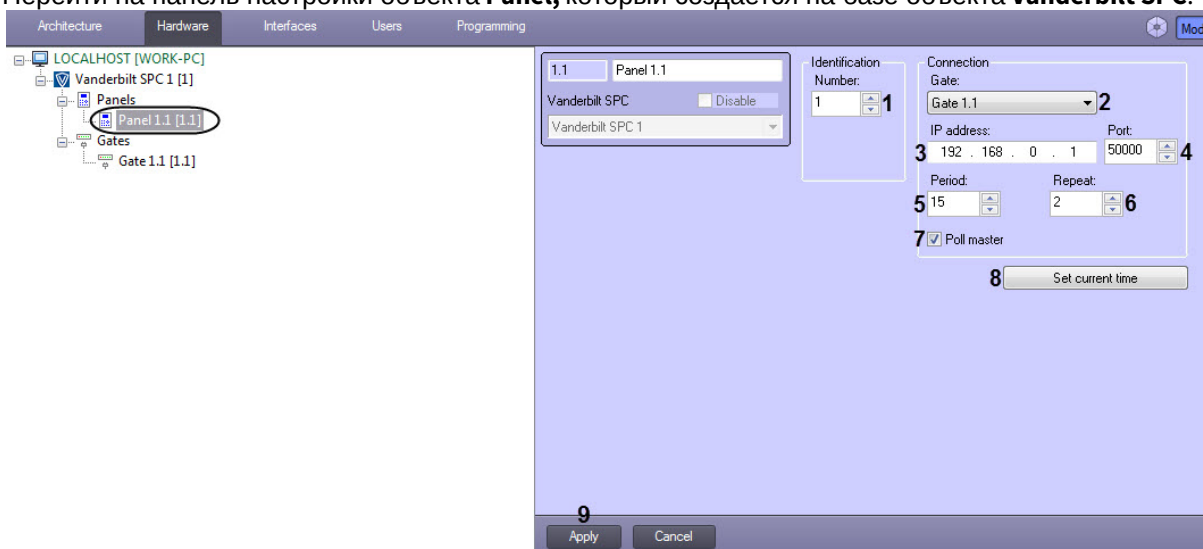 Перейти на панель настройки объекта Panel, который создается на базе объекта Vanderbilt SPC.
Architecture Hardware Interfaces Users Programming
LOCALHOST [WORK-PC]
Vanderbilt SPC 1 [1]
Panels
Panel 1.1 [1.1]
Gates
Gate 1.1 [1.1]
1.1 Panel 1.1
Vanderbilt SPC Disable
Vanderbilt SPC 1
Identification
Number:
1 1
Connection
Gate:
Gate 1.1 2
IP address: Port:
3 192 . 168 . 0 . 1 50000 4
Period: Repeat:
5 15 2 6
7 Poll master
8 Set current time
9
Apply Cancel